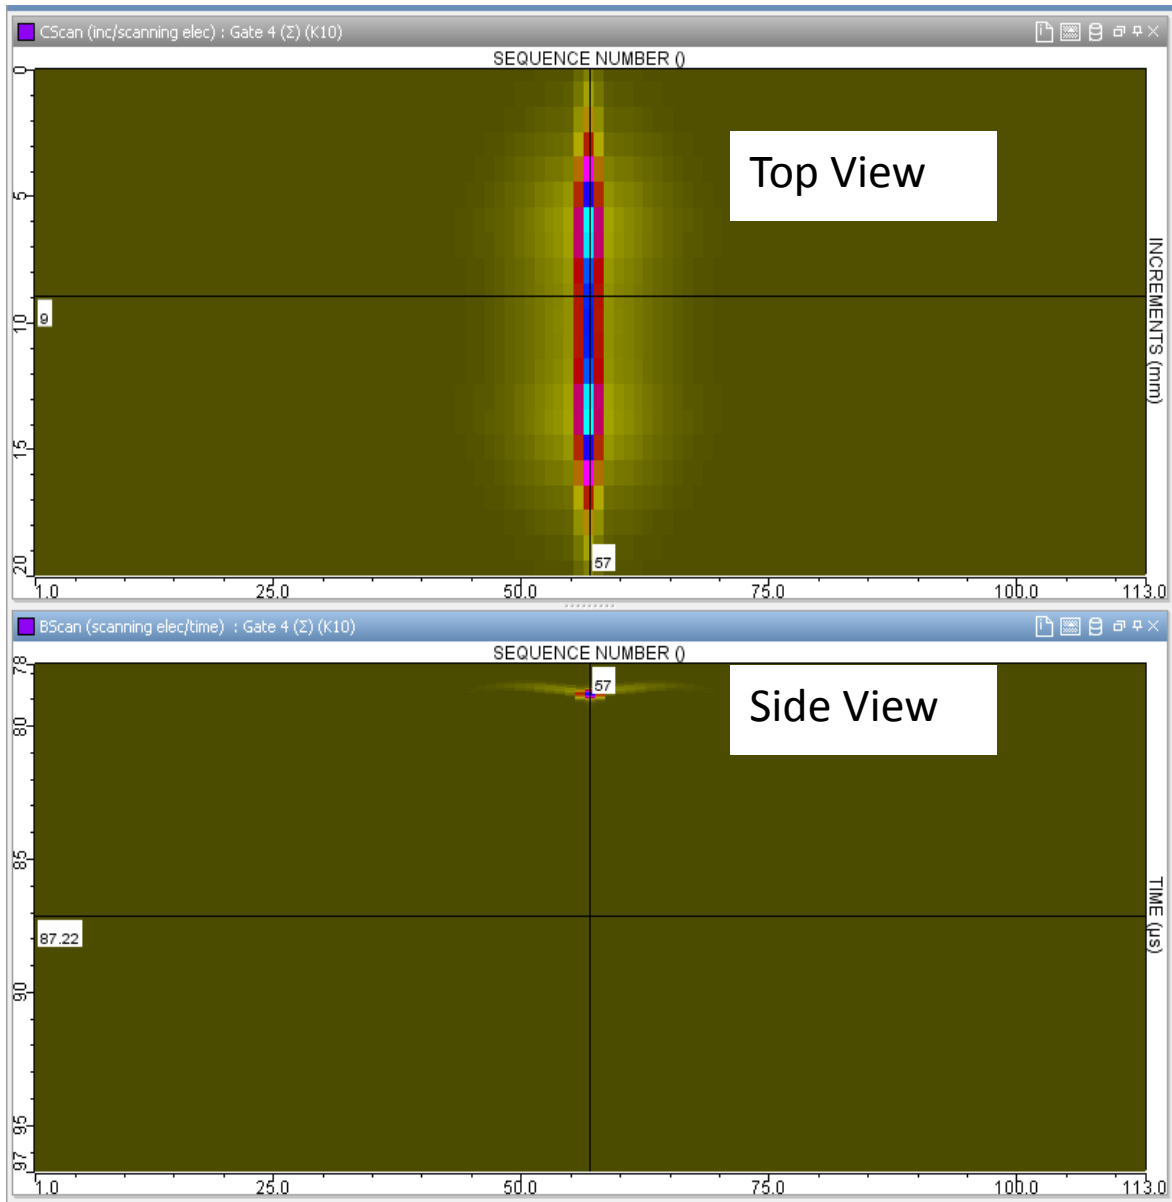 CScan (inc/scanning elec) : Gate 4 (Σ) (K10)
SEQUENCE NUMBER ()
0
5
10
15
20
9
57
Top View
INCREMENTS (mm)
1.0 25.0 50.0 75.0 100.0 113.0
BScan (scanning elec/time) : Gate 4 (Σ) (K10)
SEQUENCE NUMBER ()
78
80
85
90
95
97
57
87.22
Side View
TIME (µs)
1.0 25.0 50.0 75.0 100.0 113.0